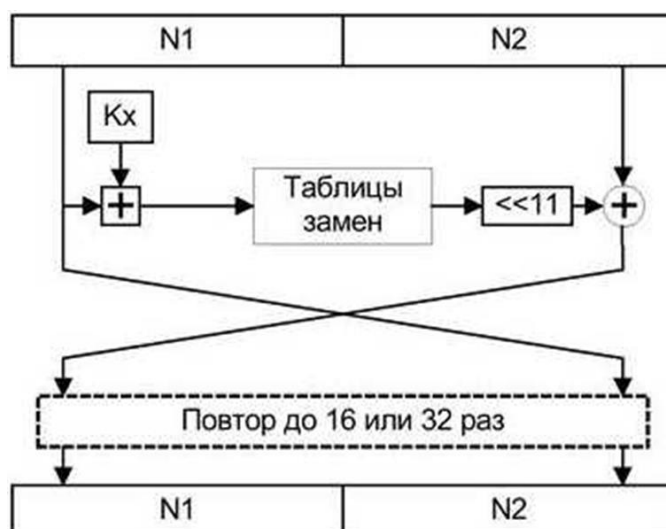 N1 N2
Kx
+
Таблицы
замен
<<11
+
Повтор до 16 или 32 раз
N1 N2